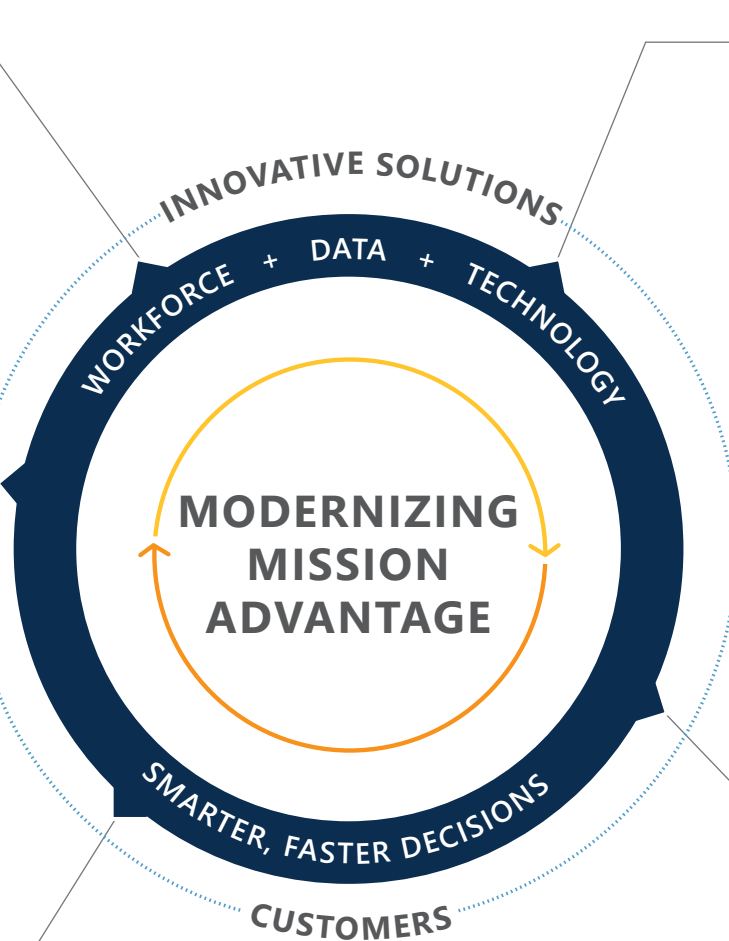 INNOVATIVE SOLUTIONS
WORKFORCE + DATA + TECHNOLOGY
MODERNIZING
MISSION
ADVANTAGE
SMARTER, FASTER DECISIONS
CUSTOMERS